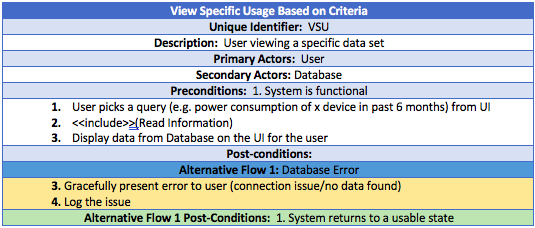 View Specific Usage Based on Criteria
Unique Identifier: VSU
Description: User viewing a specific data set
Primary Actors: User
Secondary Actors: Database
Preconditions: 1. System is functional
1. User picks a query (e.g. power consumption of x device in past 6 months) from UI
2. <<include>>(Read Information)
3. Display data from Database on the UI for the user
Post-conditions:
Alternative Flow 1: Database Error
3. Gracefully present error to user (connection issue/no data found)
4. Log the issue
Alternative Flow 1 Post-Conditions: 1. System returns to a usable state